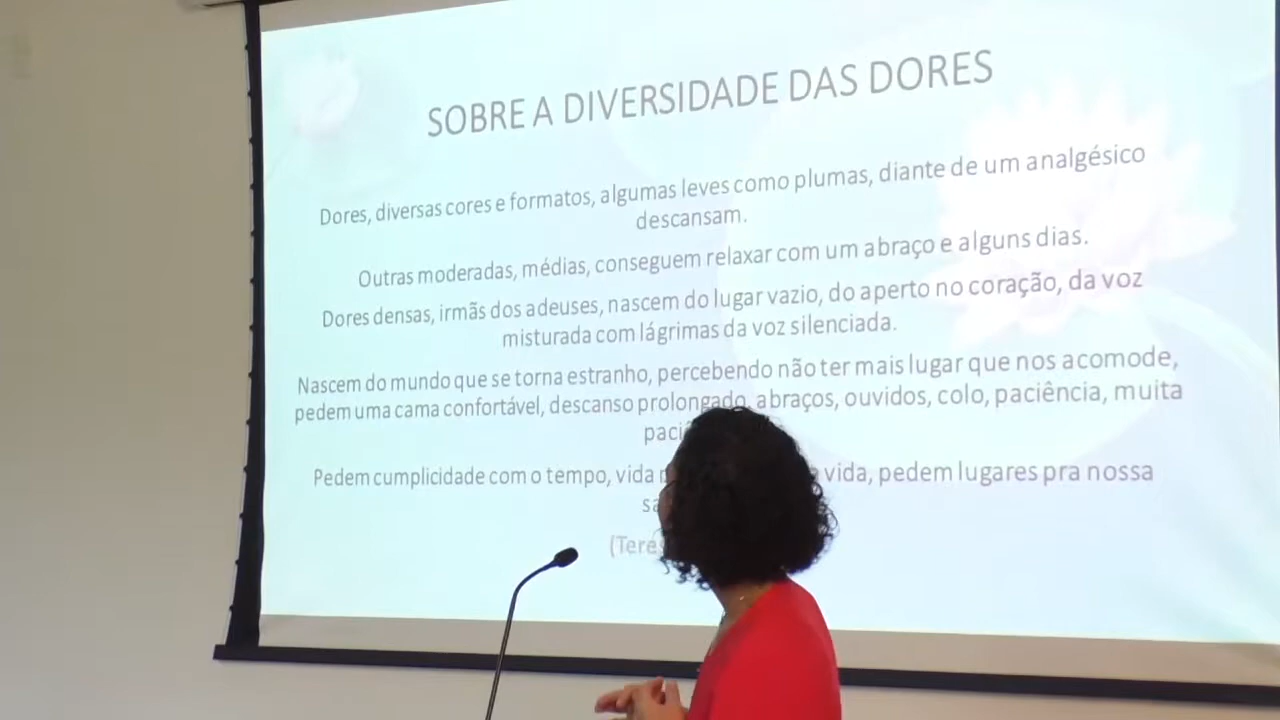 SOBRE A DIVERSIDADE DAS DORES
Dores, diversas cores e formatos, algumas leves como plumas, diante de um analgésico
descansam.
Outras moderadas, médias, conseguem relaxar com um abraço e alguns dias.
Dores densas, irmãs dos adeuses, nascem do lugar vazio, do aperto no coração, da voz
misturada com lágrimas da voz silenciada.
Nascem do mundo que se torna estranho, percebendo não ter mais lugar que nos acomode,
pedem uma cama confortável, descanso prolongado, abraços, ouvidos, colo, paciência, muita
Pedem cumplicidade com o tempo, vida vida, pedem lugares pra nossa